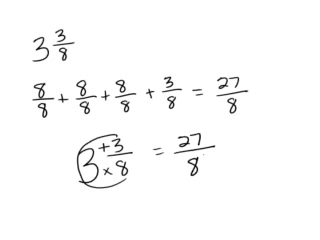 3 3/8
8/8 + 8/8 + 8/8 + 3/8 = 27/8
3 +3/×8 = 27/8